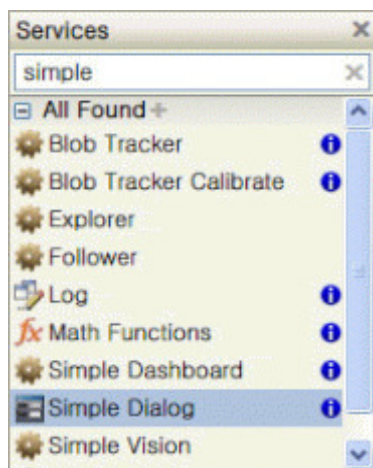 Services
simple
All Found
Blob Tracker
Blob Tracker Calibrate
Explorer
Follower
Log
fx Math Functions
Simple Dashboard
Simple Dialog
Simple Vision